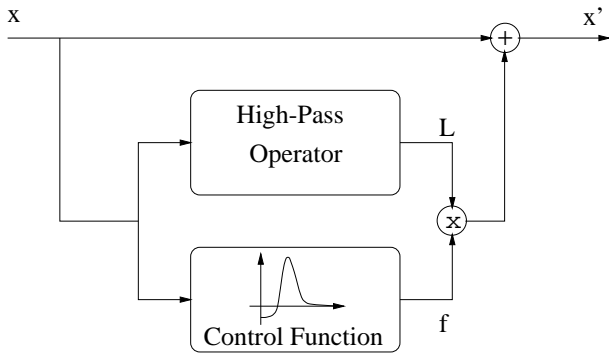 x
x'
+
High-Pass
Operator
L
x
Control Function
f